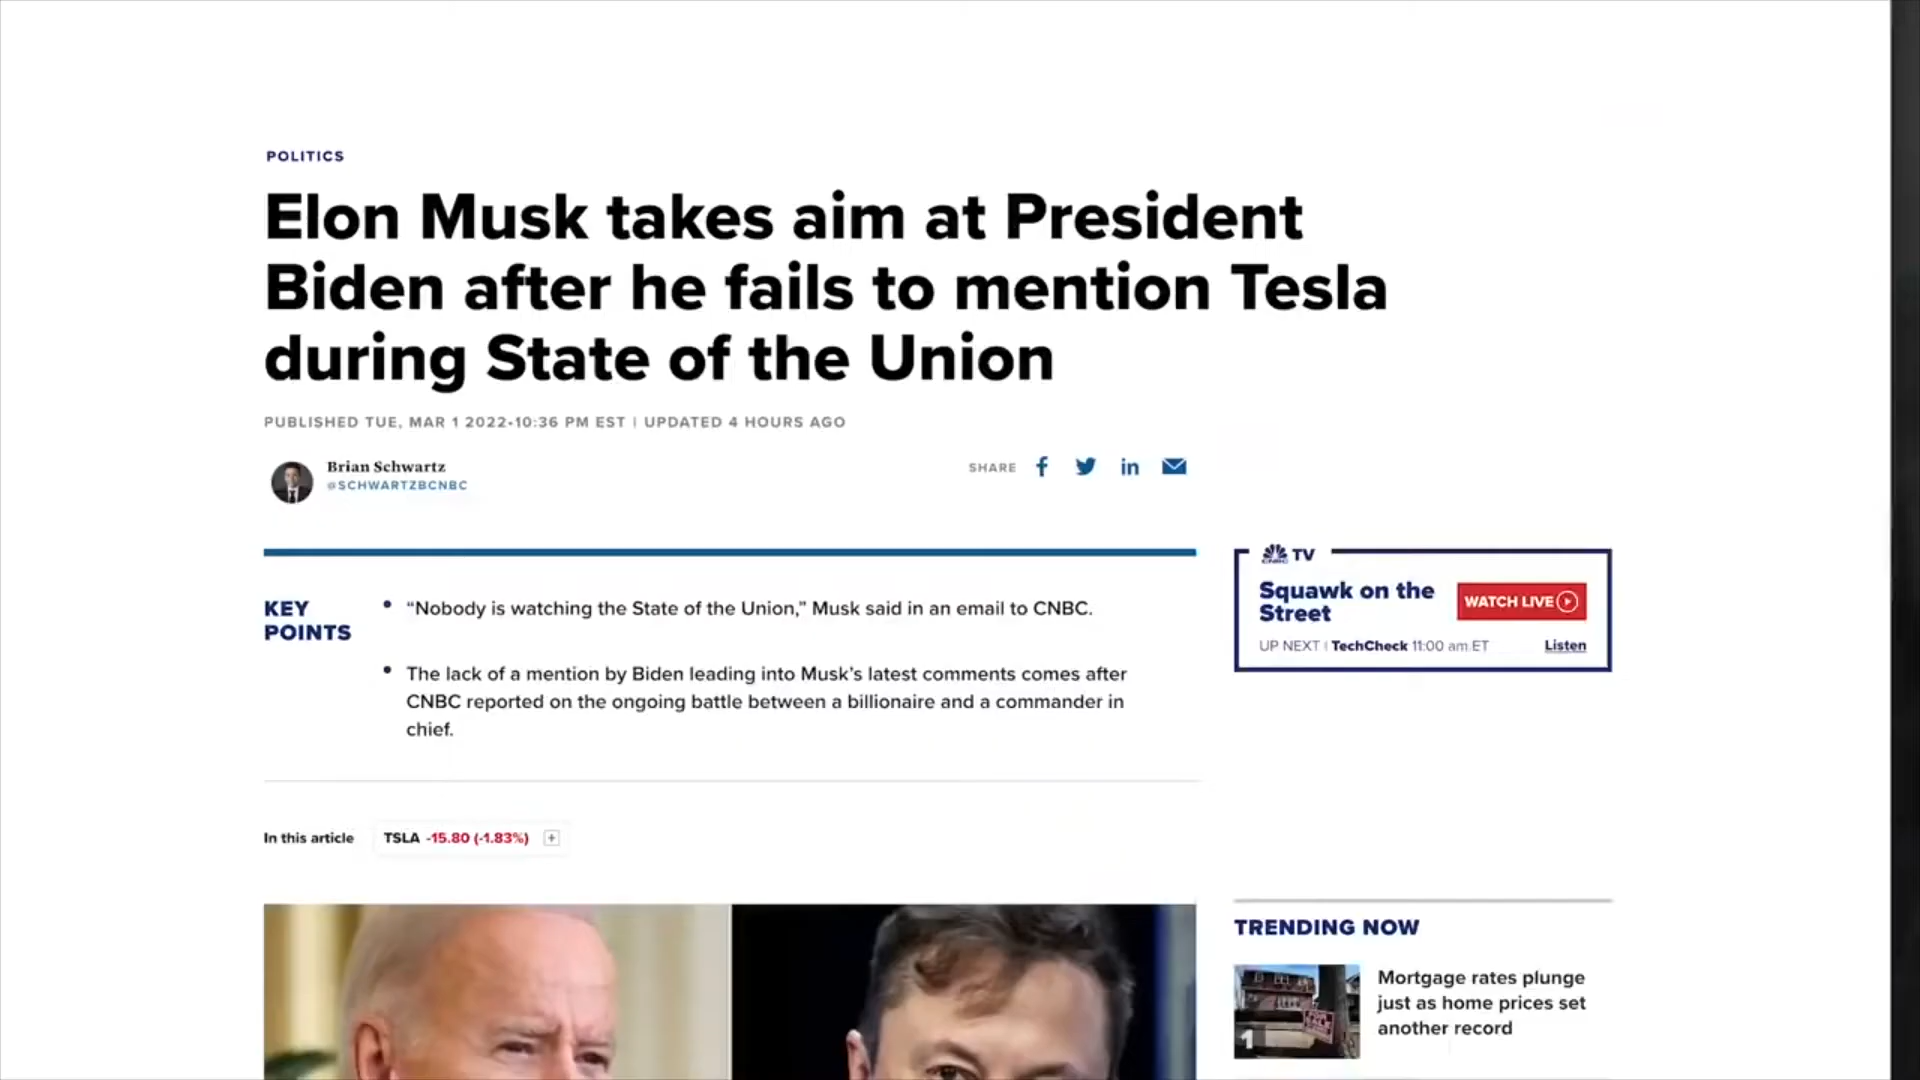 POLITICS
Elon Musk takes aim at President
Biden after he fails to mention Tesla
during State of the Union
PUBLISHED TUE, MAR 1 2022-10:36 PM EST | UPDATED 4 HOURS AGO
Brian Schwartz
@SCHWARTZBCNBC
SHARE
KEY
POINTS
• “Nobody is watching the State of the Union,” Musk said in an email to CNBC.
• The lack of a mention by Biden leading into Musk’s latest comments comes after
CNBC reported on the ongoing battle between a billionaire and a commander in
chief.
CNBC TV
Squawk on the
Street
WATCH LIVE
UP NEXT | TechCheck 11:00 am ET
Listen
In this article
TSLA -15.80 (-1.83%)
TRENDING NOW
1
Mortgage rates plunge
just as home prices set
another record